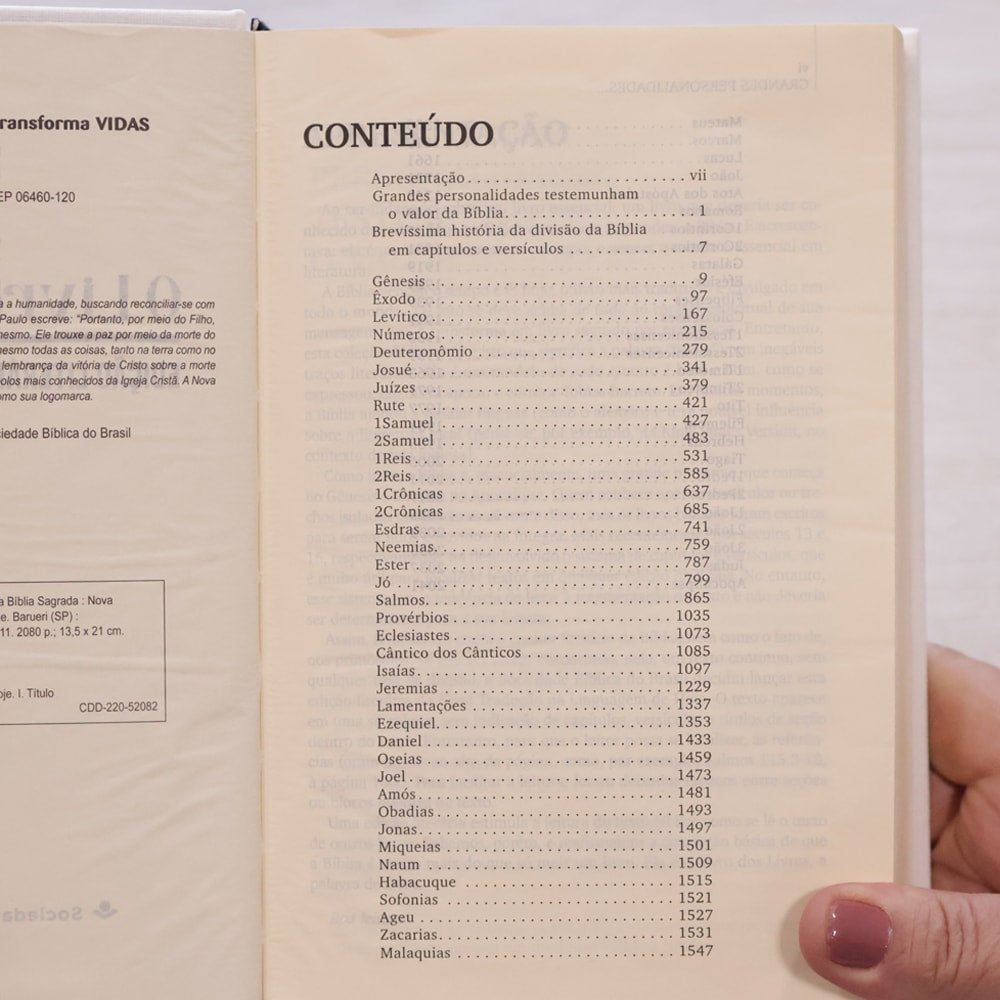 ransforma VIDAS
EP 06460-120
a a humanidade, buscando reconciliar-se com
Paulo escreve: “Portanto, por meio do Filho,
mesmo. Ele trouxe a paz por meio da morte do
mesmo todas as coisas, tanto na terra como no
lembrança da vitória de Cristo sobre a morte
olos mais conhecidos da Igreja Cristã. A Nova
omo sua logomarca.
iedade Bíblica do Brasil
a Bíblia Sagrada : Nova
e. Barueri (SP) :
11. 2080 p.; 13,5 x 21 cm.
oje. I. Título
CDD-220-52082
CONTEÚDO
Apresentação . . . . . . . . . . . . . . . . . . . . . . . . . vii
Grandes personalidades testemunham
o valor da Bíblia. . . . . . . . . . . . . . . . . . . . . . 1
Brevíssima história da divisão da Bíblia
em capítulos e versículos . . . . . . . . . . . . . . 7
Gênesis . . . . . . . . . . . . . . . . . . . . . . . . . . . . . . 9
Êxodo . . . . . . . . . . . . . . . . . . . . . . . . . . . . . . 97
Levítico . . . . . . . . . . . . . . . . . . . . . . . . . . . . 167
Números . . . . . . . . . . . . . . . . . . . . . . . . . . . 215
Deuteronômio . . . . . . . . . . . . . . . . . . . . . . 279
Josué. . . . . . . . . . . . . . . . . . . . . . . . . . . . . . 341
Juízes . . . . . . . . . . . . . . . . . . . . . . . . . . . . . 379
Rute . . . . . . . . . . . . . . . . . . . . . . . . . . . . . . 421
1Samuel . . . . . . . . . . . . . . . . . . . . . . . . . . . 427
2Samuel . . . . . . . . . . . . . . . . . . . . . . . . . . . 483
1Reis . . . . . . . . . . . . . . . . . . . . . . . . . . . . . . 531
2Reis . . . . . . . . . . . . . . . . . . . . . . . . . . . . . . 585
1Crônicas . . . . . . . . . . . . . . . . . . . . . . . . . . 637
2Crônicas . . . . . . . . . . . . . . . . . . . . . . . . . . 685
Esdras . . . . . . . . . . . . . . . . . . . . . . . . . . . . . 741
Neemias. . . . . . . . . . . . . . . . . . . . . . . . . . . 759
Ester . . . . . . . . . . . . . . . . . . . . . . . . . . . . . . 787
Jó . . . . . . . . . . . . . . . . . . . . . . . . . . . . . . . . 799
Salmos. . . . . . . . . . . . . . . . . . . . . . . . . . . . 865
Provérbios . . . . . . . . . . . . . . . . . . . . . . . . 1035
Eclesiastes . . . . . . . . . . . . . . . . . . . . . . . . 1073
Cântico dos Cânticos . . . . . . . . . . . . . . . . 1085
Isaías . . . . . . . . . . . . . . . . . . . . . . . . . . . . . 1097
Jeremias . . . . . . . . . . . . . . . . . . . . . . . . . . 1229
Lamentações . . . . . . . . . . . . . . . . . . . . . . 1337
Ezequiel. . . . . . . . . . . . . . . . . . . . . . . . . . 1353
Daniel . . . . . . . . . . . . . . . . . . . . . . . . . . . . 1433
Oseias . . . . . . . . . . . . . . . . . . . . . . . . . . . . 1459
Joel . . . . . . . . . . . . . . . . . . . . . . . . . . . . . . 1473
Amós . . . . . . . . . . . . . . . . . . . . . . . . . . . . . 1481
Obadias . . . . . . . . . . . . . . . . . . . . . . . . . . . 1493
Jonas . . . . . . . . . . . . . . . . . . . . . . . . . . . . . 1497
Miqueias . . . . . . . . . . . . . . . . . . . . . . . . . . 1501
Naum . . . . . . . . . . . . . . . . . . . . . . . . . . . . 1509
Habacuque . . . . . . . . . . . . . . . . . . . . . . . . 1515
Sofonias . . . . . . . . . . . . . . . . . . . . . . . . . . 1521
Ageu . . . . . . . . . . . . . . . . . . . . . . . . . . . . . 1527
Zacarias. . . . . . . . . . . . . . . . . . . . . . . . . . 1531
Malaquias . . . . . . . . . . . . . . . . . . . . . . . . . 1547